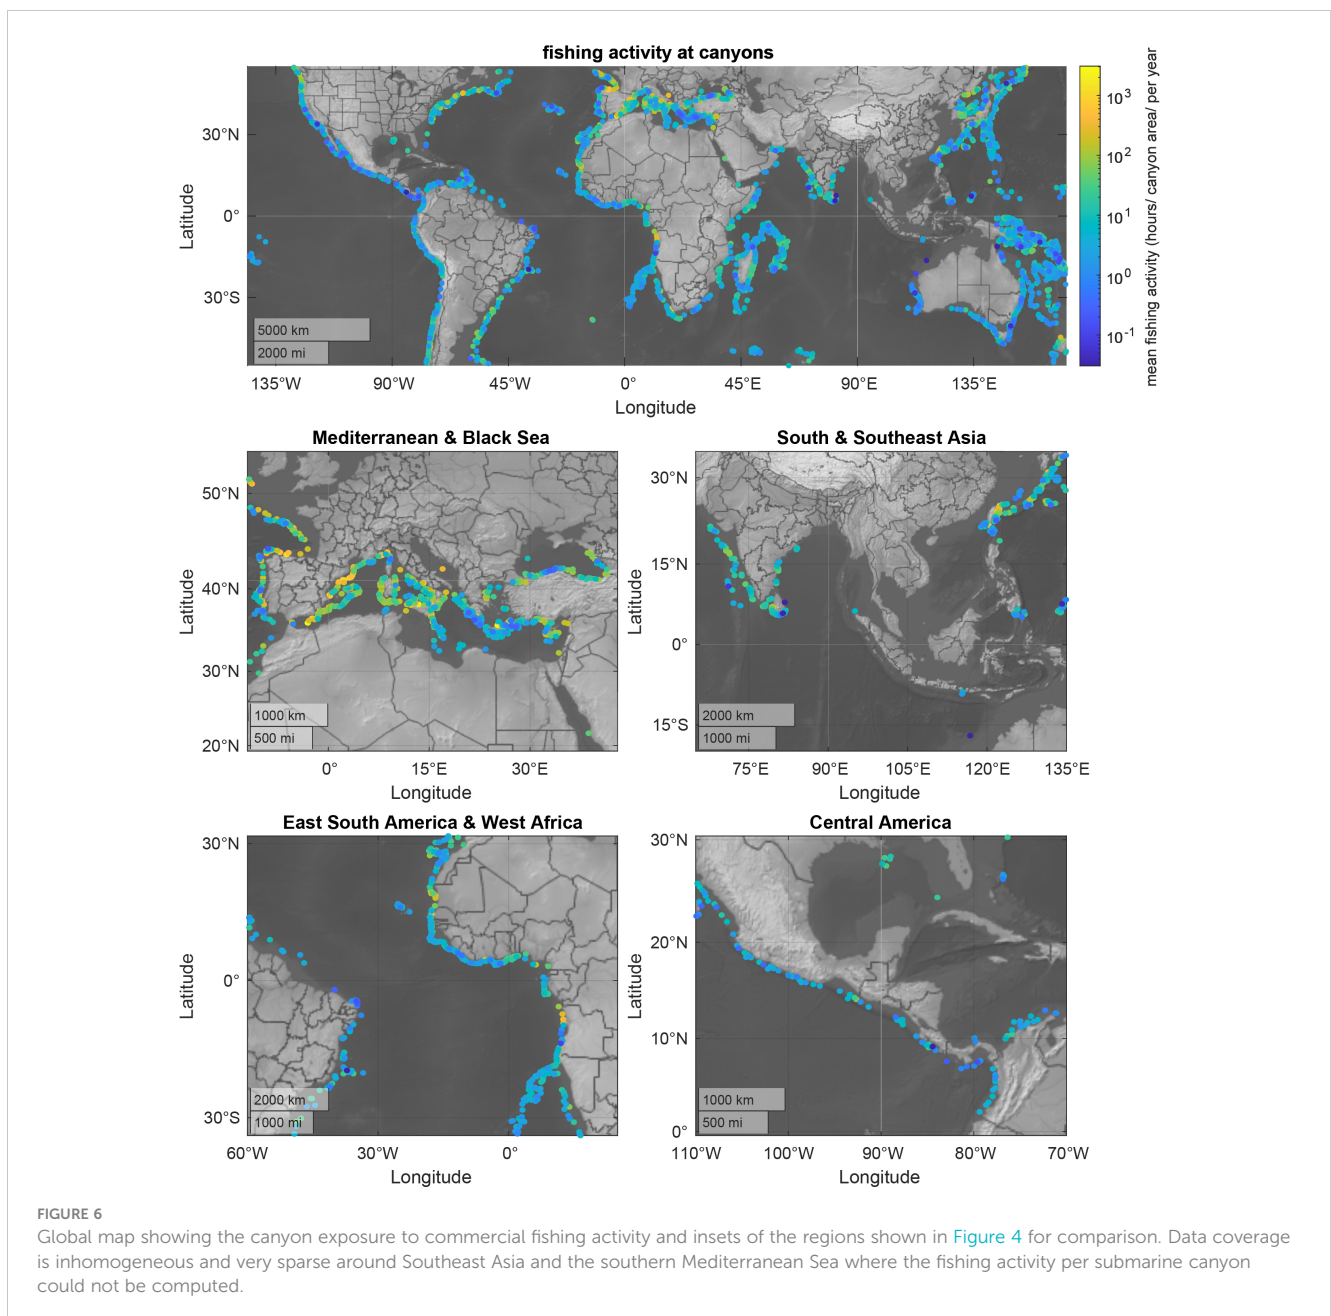 fishing activity at canyons
30°N
0°
30°S
Latitude
5000 km
2000 mi
135°W 90°W 45°W 0° 45°E 90°E 135°E
Longitude
10³
10²
10¹
10⁰
10⁻¹
mean fishing activity (hours/ canyon area/ per year
Mediterranean & Black Sea
50°N
40°N
30°N
20°N
Latitude
1000 km
500 mi
0° 15°E 30°E
Longitude
South & Southeast Asia
30°N
15°N
0°
15°S
Latitude
2000 km
1000 mi
75°E 90°E 105°E 120°E 135°E
Longitude
East South America & West Africa
30°N
0°
30°S
Latitude
2000 km
1000 mi
60°W 30°W 0°
Longitude
Central America
30°N
20°N
10°N
0°
Latitude
1000 km
500 mi
110°W 100°W 90°W 80°W 70°W
Longitude
FIGURE 6
Global map showing the canyon exposure to commercial fishing activity and insets of the regions shown in Figure 4 for comparison. Data coverage
is inhomogeneous and very sparse around Southeast Asia and the southern Mediterranean Sea where the fishing activity per submarine canyon
could not be computed.